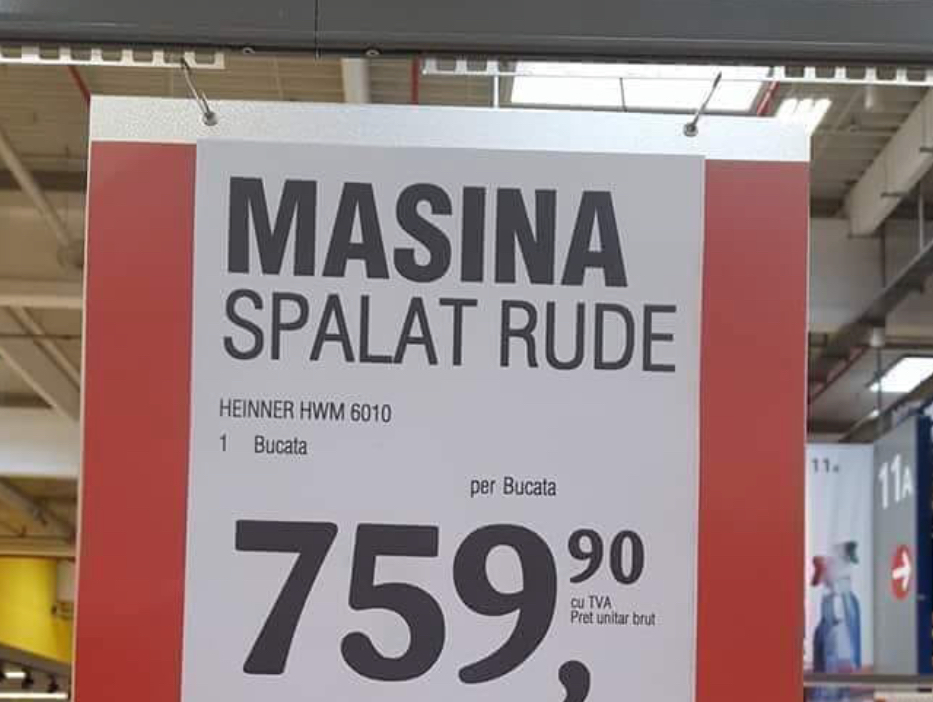 MASINA
SPALAT RUDE
HEINNER HWM 6010
1 Bucata
per Bucata
759,90
cu TVA
Pret unitar brut
11A